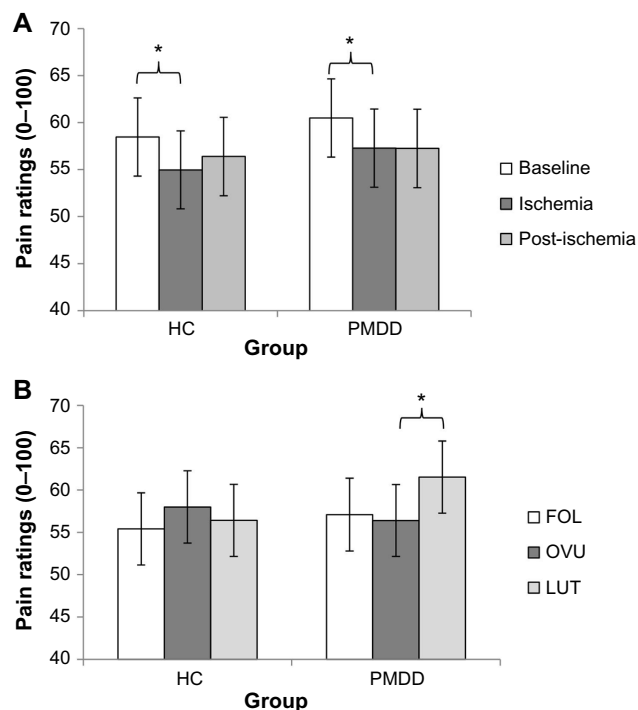 A
Pain ratings (0–100)
70
65
60
55
50
45
40
*
*
HC
PMDD
Group
Baseline
Ischemia
Post-ischemia
B
Pain ratings (0–100)
70
65
60
55
50
45
40
*
HC
PMDD
Group
FOL
OVU
LUT